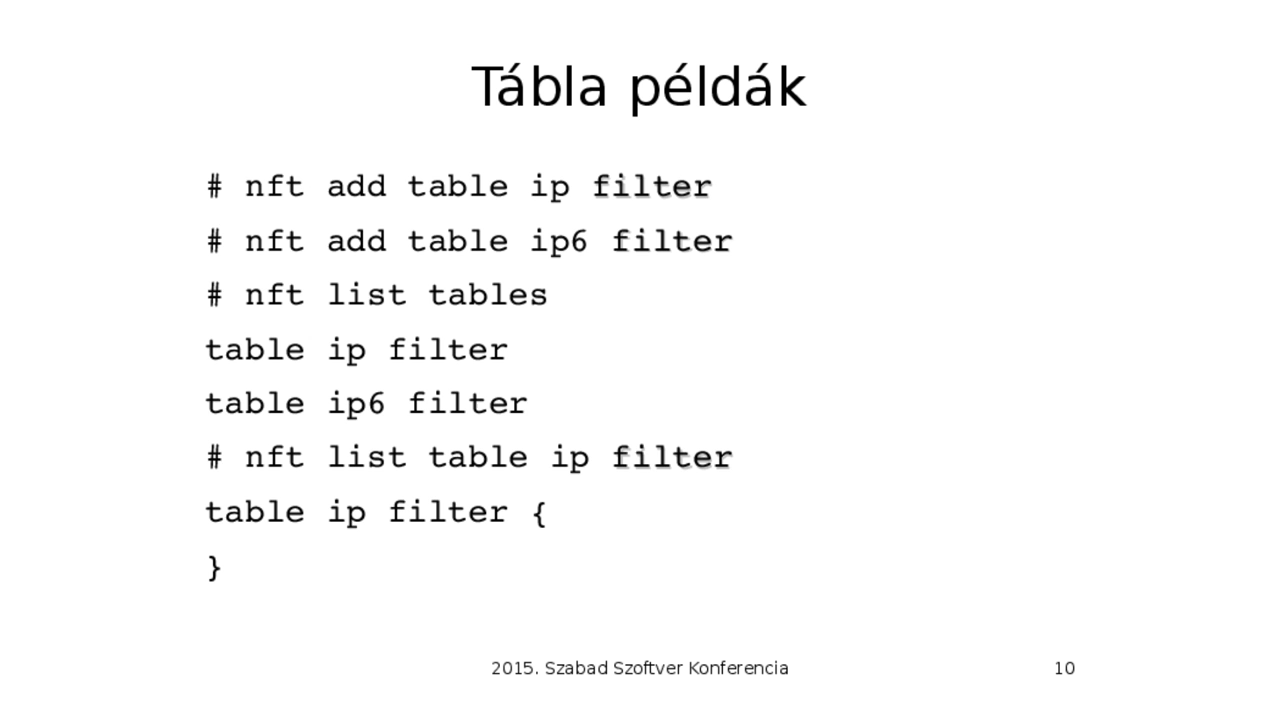 Tábla példák
# nft add table ip filter
# nft add table ip6 filter
# nft list tables
table ip filter
table ip6 filter
# nft list table ip filter
table ip filter {
}
2015. Szabad Szoftver Konferencia
10